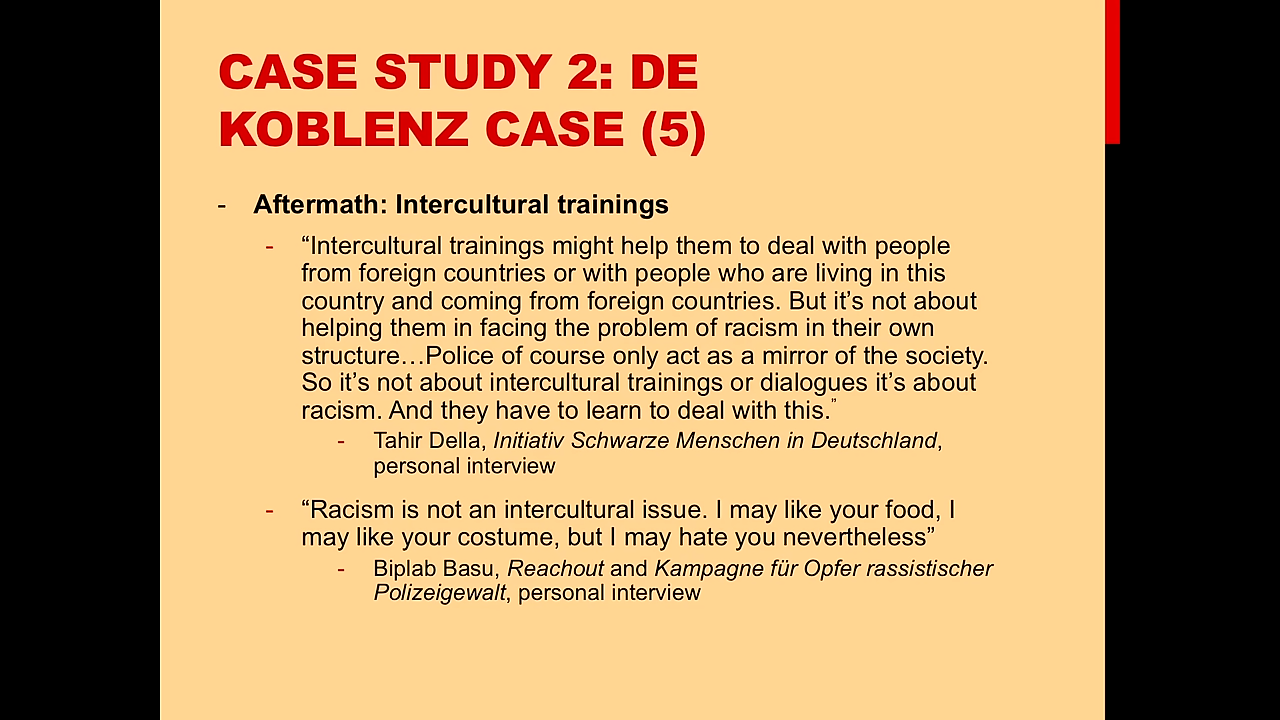 CASE STUDY 2: DE
KOBLENZ CASE (5)
- Aftermath: Intercultural trainings
- “Intercultural trainings might help them to deal with people
from foreign countries or with people who are living in this
country and coming from foreign countries. But it’s not about
helping them in facing the problem of racism in their own
structure…Police of course only act as a mirror of the society.
So it’s not about intercultural trainings or dialogues it’s about
racism. And they have to learn to deal with this.”
- Tahir Della, Initiativ Schwarze Menschen in Deutschland,
personal interview
- “Racism is not an intercultural issue. I may like your food, I
may like your costume, but I may hate you nevertheless”
- Biplab Basu, Reachout and Kampagne für Opfer rassistischer
Polizeigewalt, personal interview